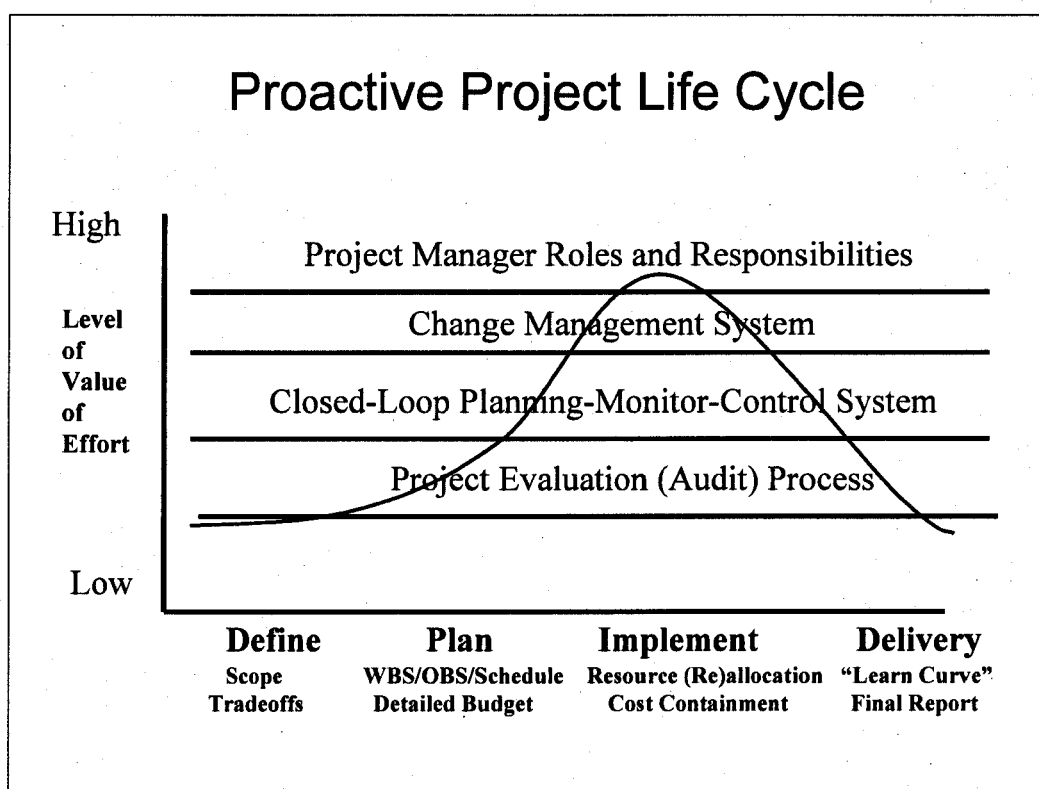 Proactive Project Life Cycle
High
Project Manager Roles and Responsibilities
Level
of
Value
of
Effort
Change Management System
Closed-Loop Planning-Monitor-Control System
Project Evaluation (Audit) Process
Low
Define
Scope
Tradeoffs
Plan
WBS/OBS/Schedule
Detailed Budget
Implement
Resource (Re)allocation
Cost Containment
Delivery
“Learn Curve”
Final Report